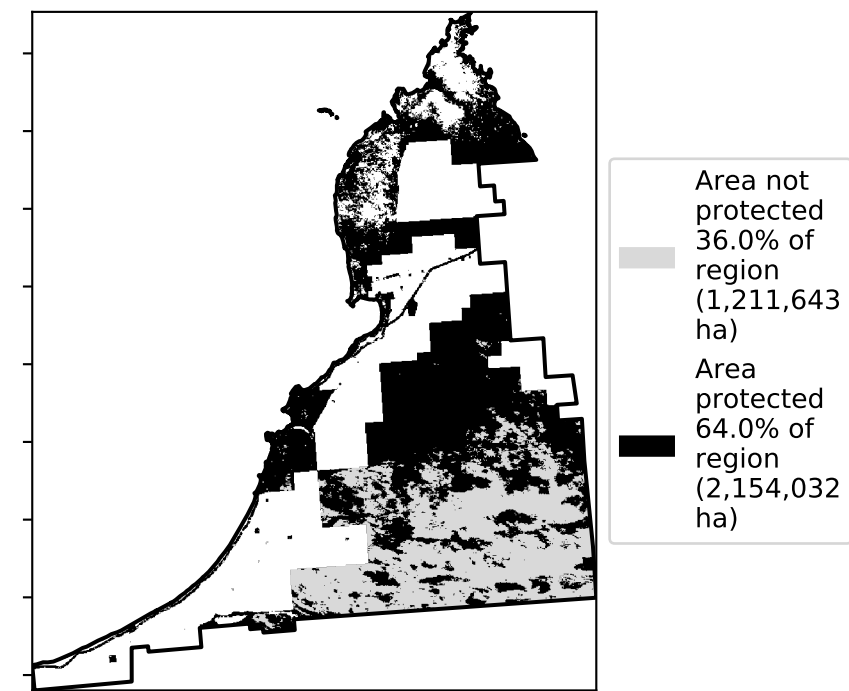 Area not
protected
36.0% of
region
(1,211,643
ha)
Area
protected
64.0% of
region
(2,154,032
ha)